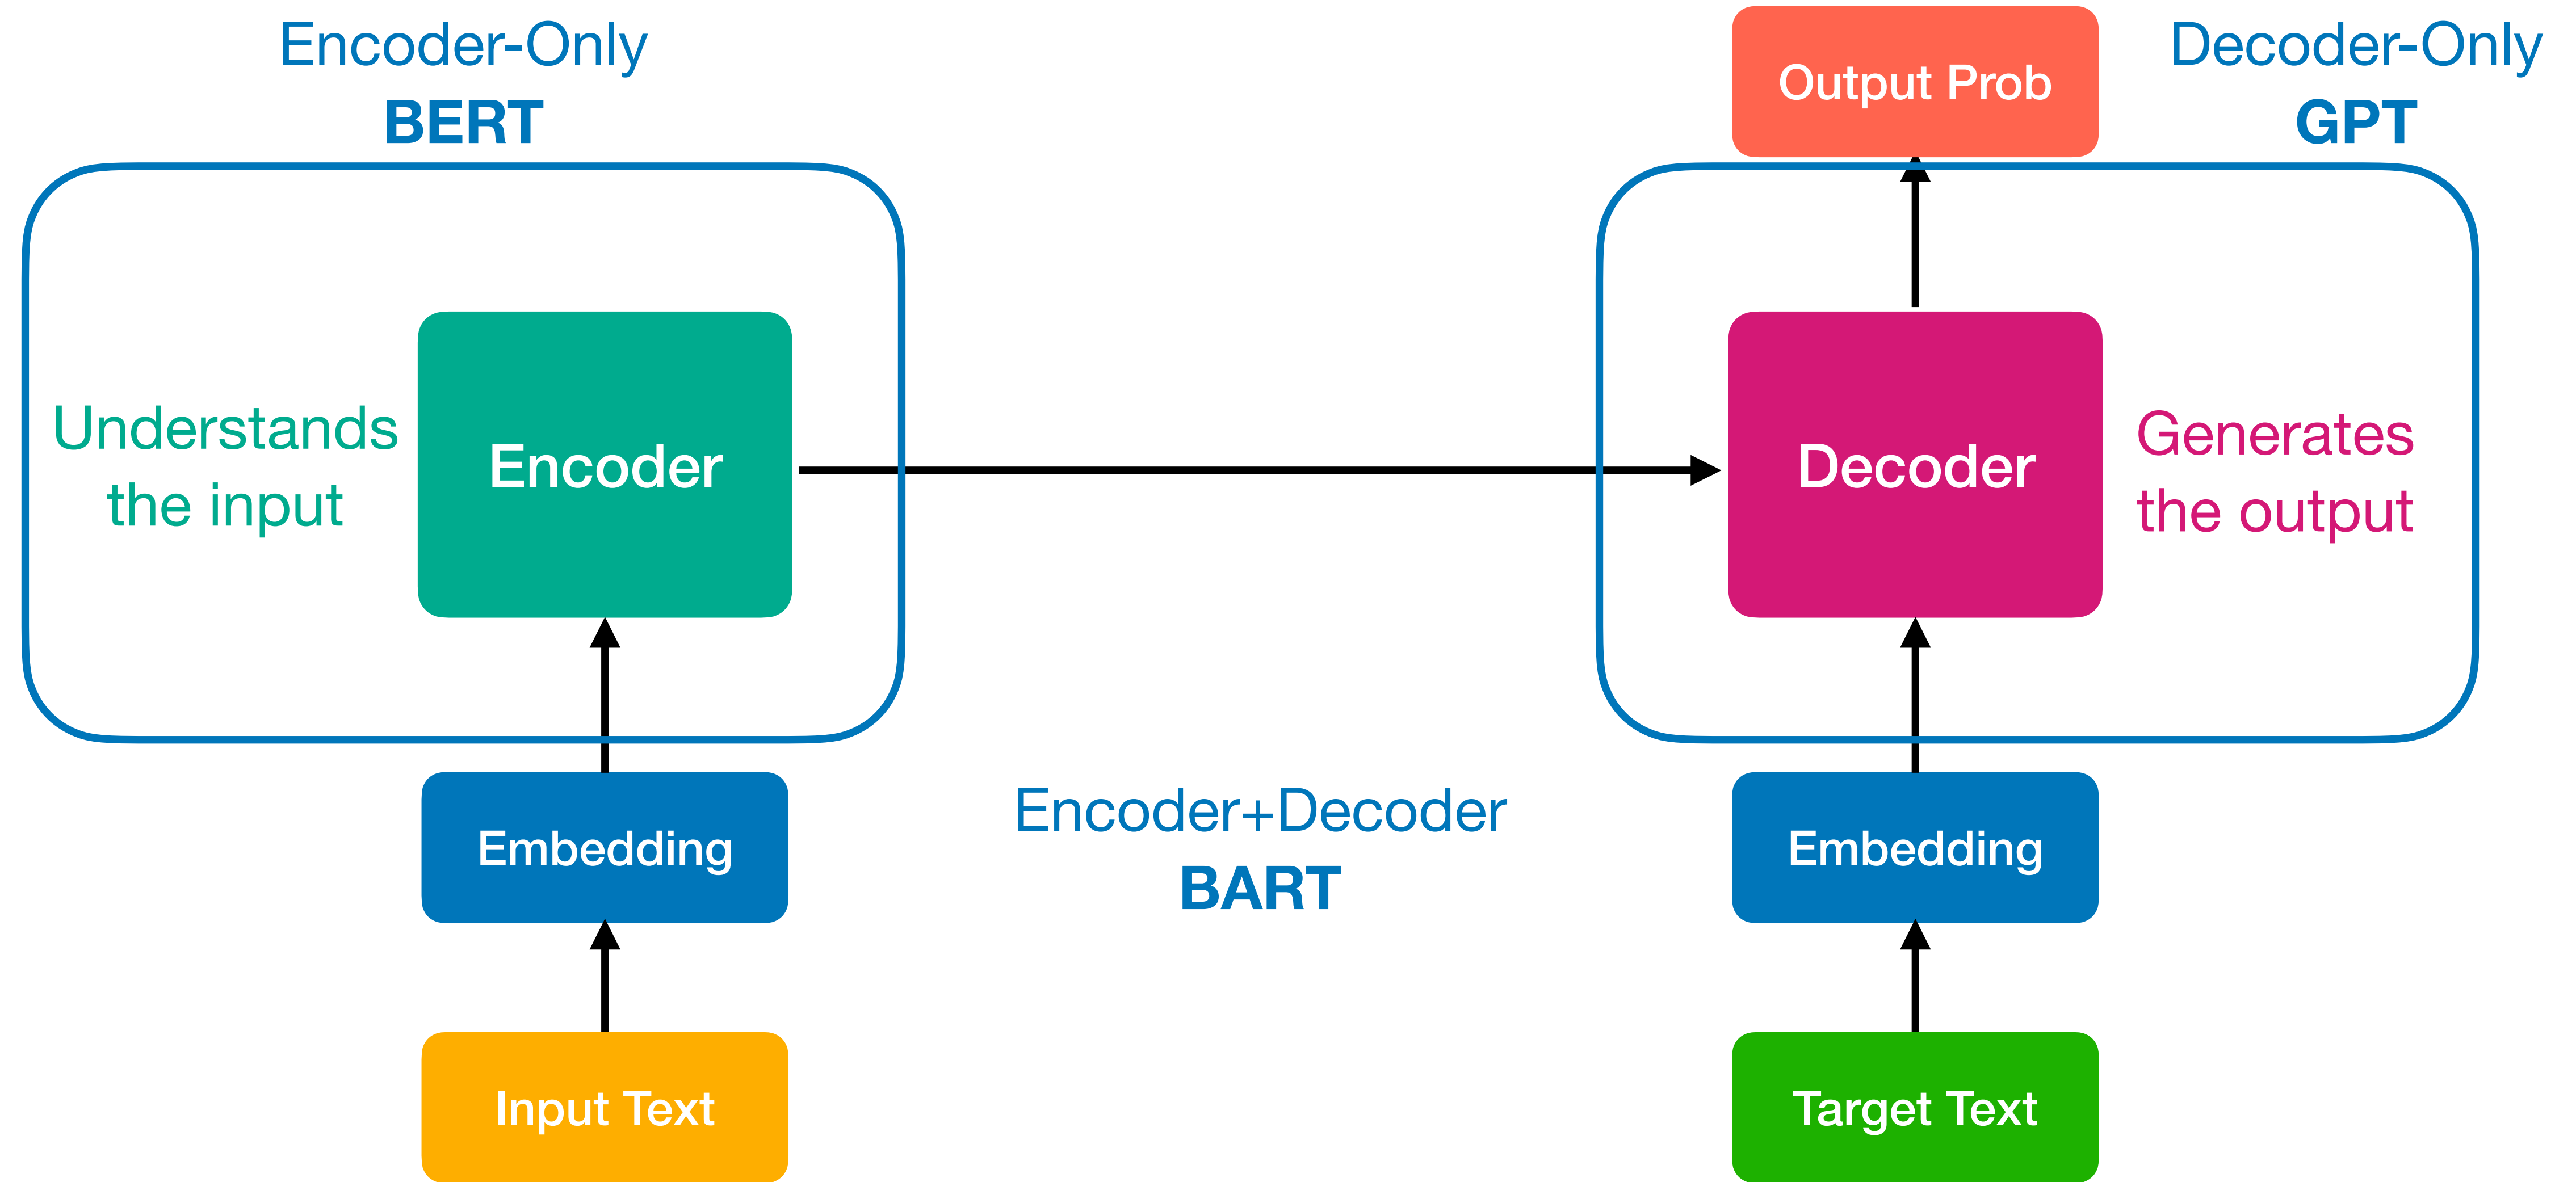 Encoder-Only
BERT
Output Prob
Decoder-Only
GPT
Understands
the input
Encoder
Decoder
Generates
the output
Embedding
Encoder+Decoder
BART
Embedding
Input Text
Target Text